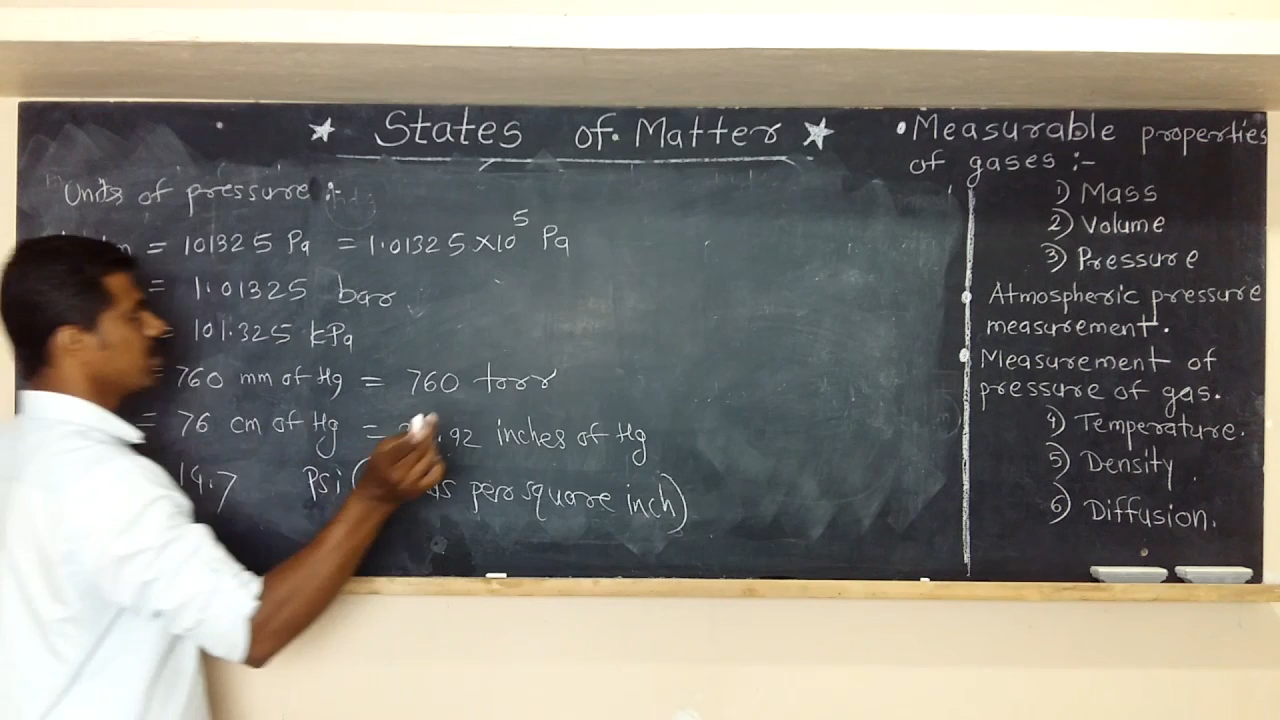 ★ States of Matter ★
Units of pressure :-
= 101325 Pa = 1.01325 × 10⁵ Pa
= 1.01325 bar
= 101.325 kPa
= 760 mm of Hg = 760 torr
= 76 cm of Hg = .92 inches of Hg
14.7 Psi ( per square inch)
• Measurable properties
of gases :-
1) Mass
2) Volume
3) Pressure
• Atmospheric pressure
measurement.
• Measurement of
pressure of gas.
4) Temperature.
5) Density.
6) Diffusion.